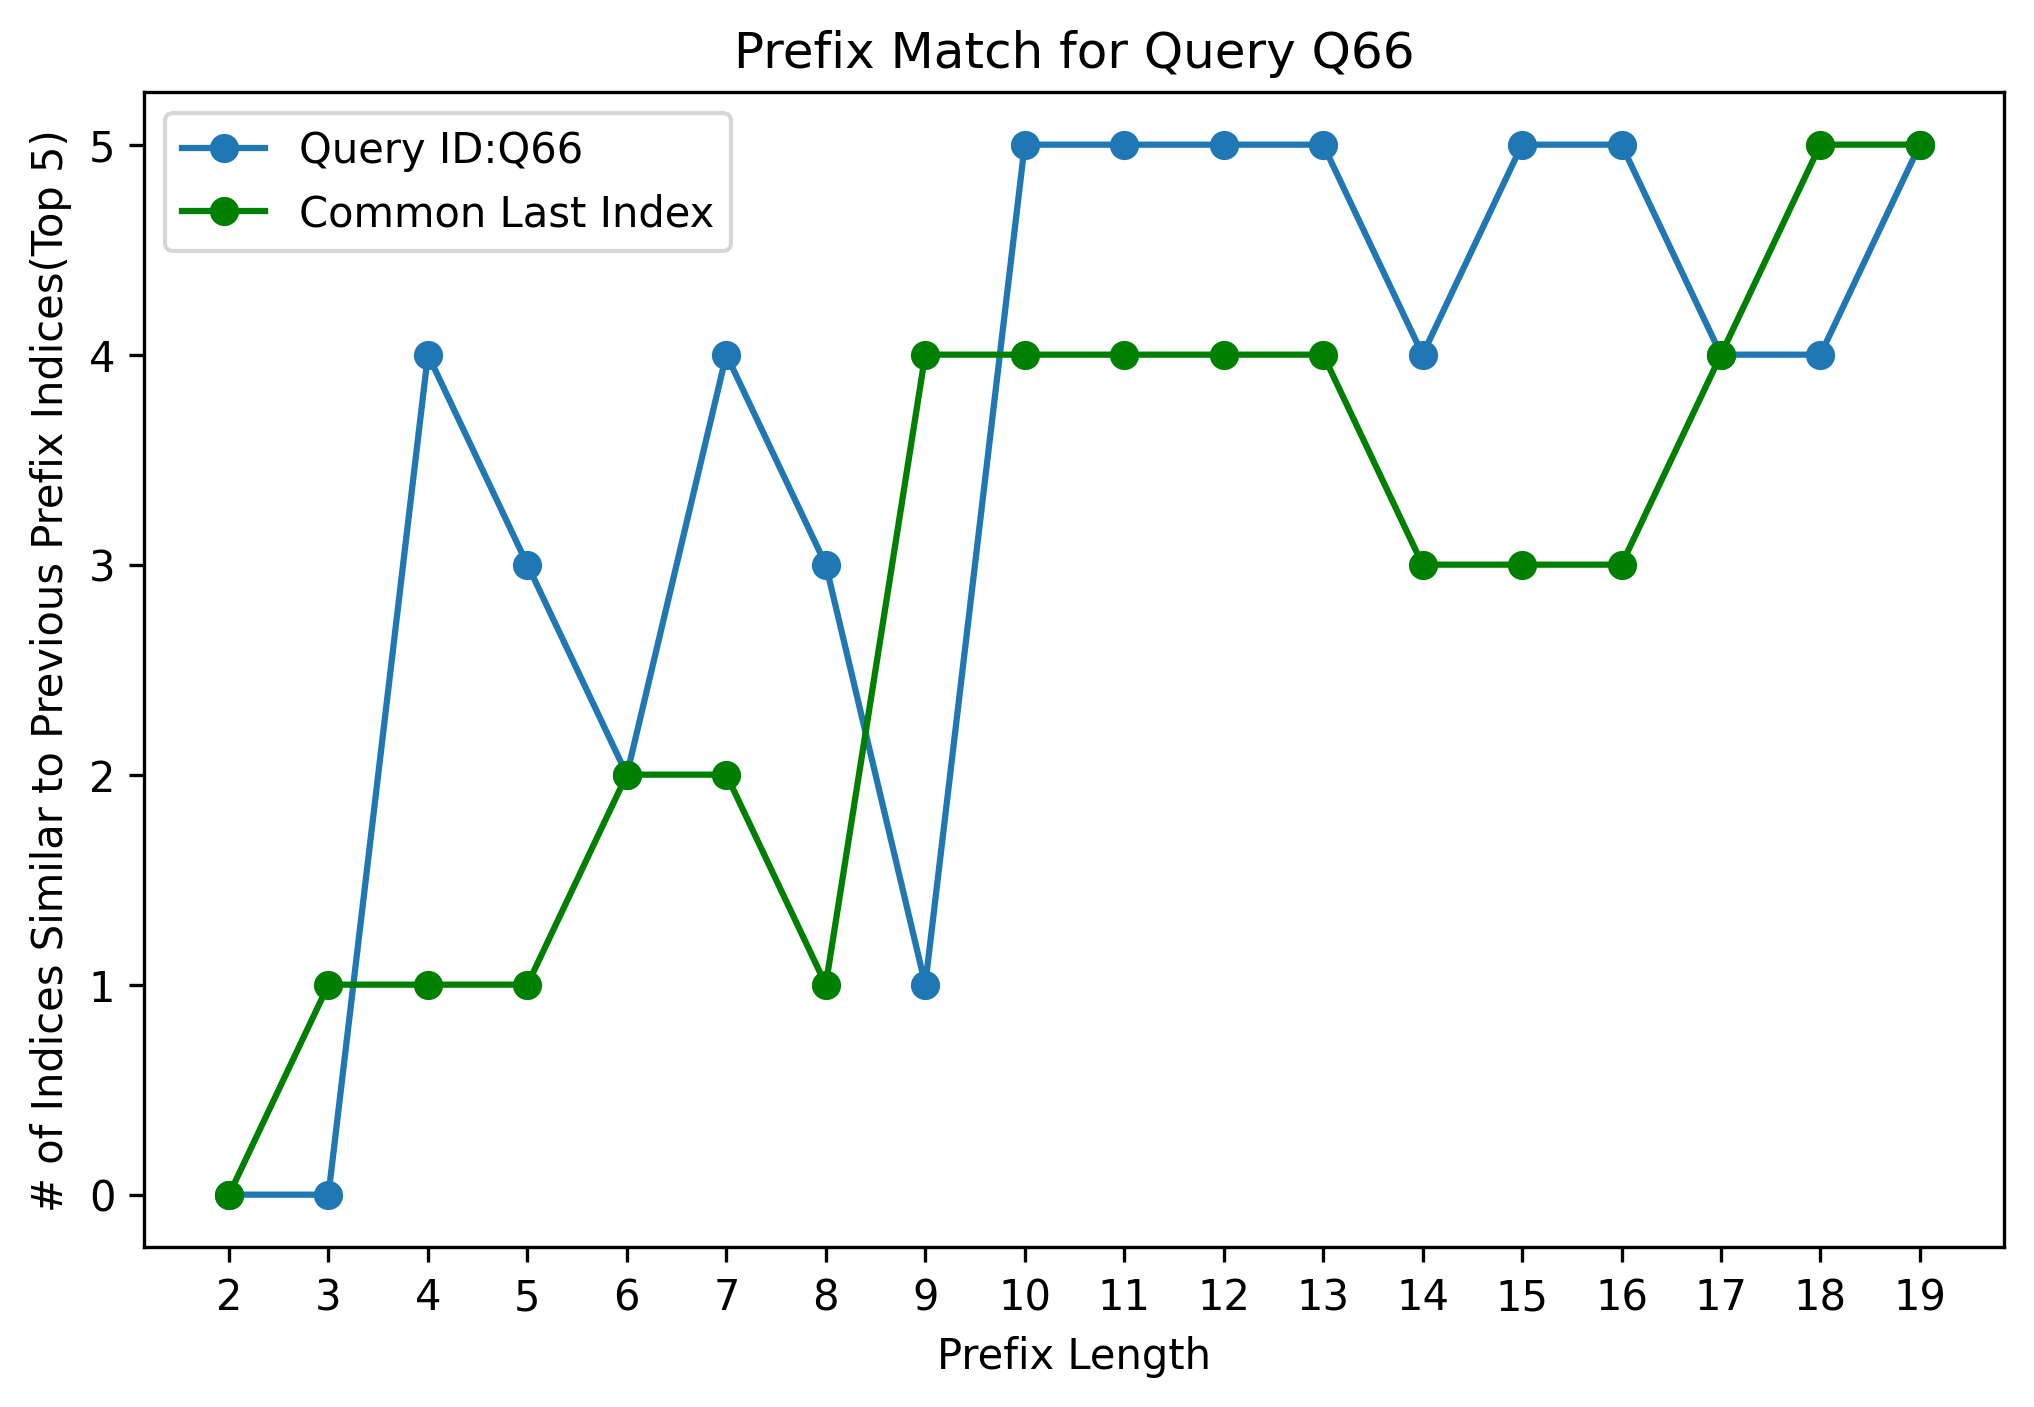 Prefix Match for Query Q66
Query ID:Q66
Common Last Index
# of Indices Similar to Previous Prefix Indices(Top 5)
5
4
3
2
1
0
2 3 4 5 6 7 8 9 10 11 12 13 14 15 16 17 18 19
Prefix Length